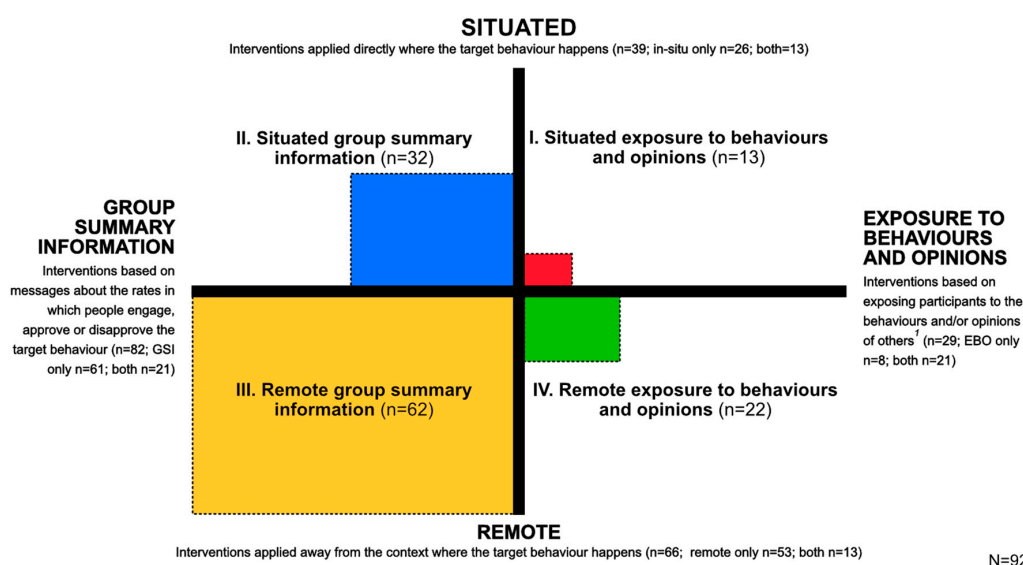 SITUATED
Interventions applied directly where the target behaviour happens (n=39; in-situ only n=26; both=13)
II. Situated group summary
information (n=32)
I. Situated exposure to behaviours
and opinions (n=13)
GROUP
SUMMARY
INFORMATION
Interventions based on
messages about the rates in
which people engage,
approve or disapprove the
target behaviour (n=82; GSI
only n=61; both n=21)
EXPOSURE TO
BEHAVIOURS
AND OPINIONS
Interventions based on
exposing participants to the
behaviours and/or opinions
of others1 (n=29; EBO only
n=8; both n=21)
III. Remote group summary
information (n=62)
IV. Remote exposure to behaviours
and opinions (n=22)
REMOTE
Interventions applied away from the context where the target behaviour happens (n=66; remote only n=53; both n=13)
N=92